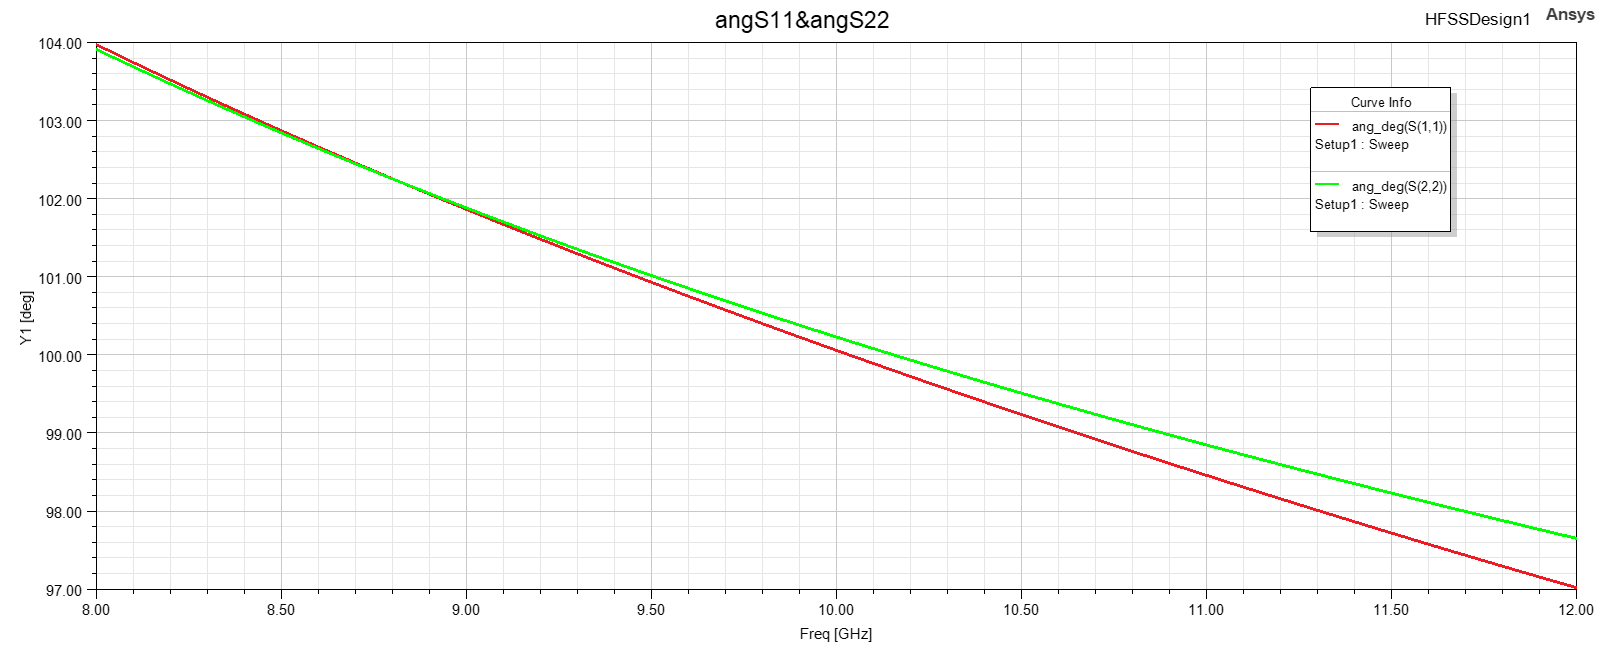 angS11&angS22
HFSSDesign1
Ansys
104.00
103.00
102.00
101.00
100.00
99.00
98.00
97.00
Y1 [deg]
Curve Info
ang_deg(S(1,1))
Setup1 : Sweep
ang_deg(S(2,2))
Setup1 : Sweep
8.00 8.50 9.00 9.50 10.00 10.50 11.00 11.50 12.00
Freq [GHz]